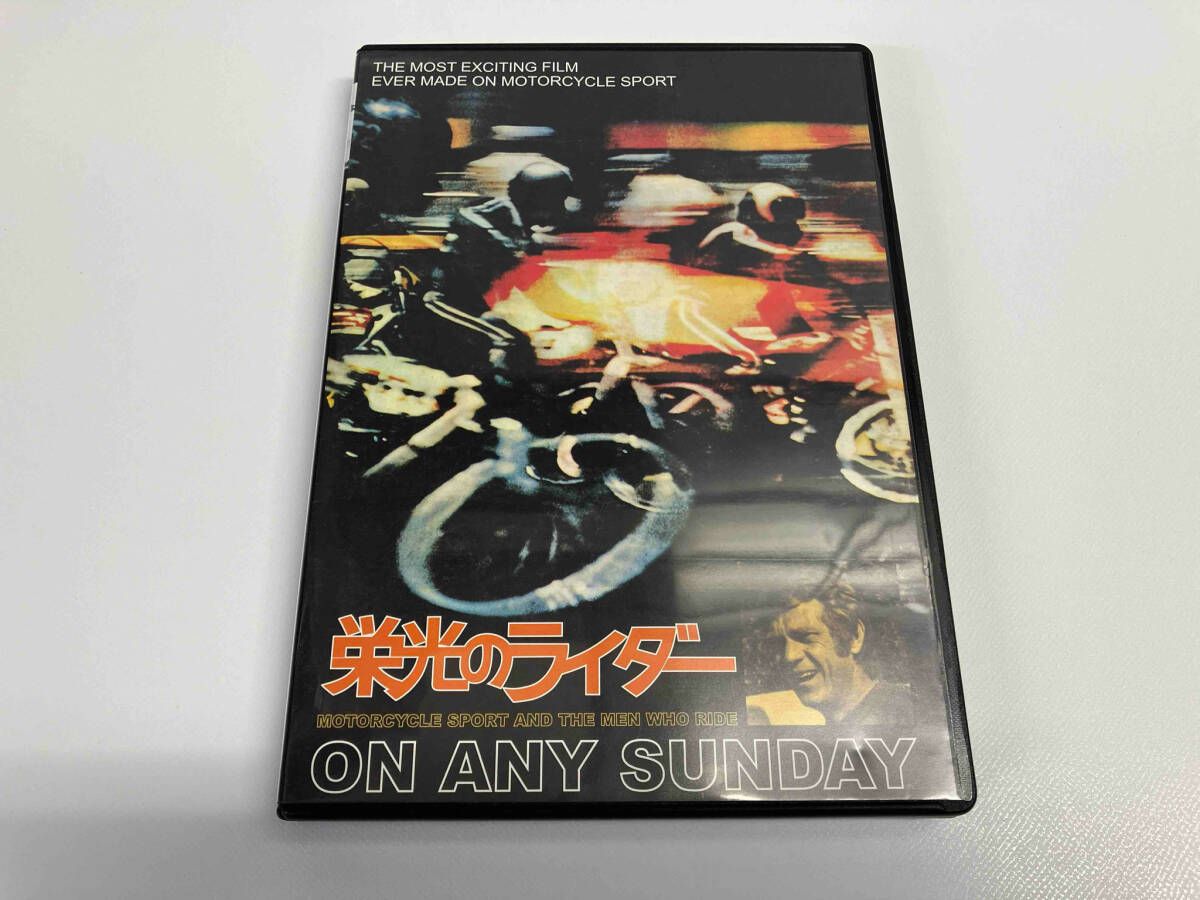 THE MOST EXCITING FILM
EVER MADE ON MOTORCYCLE SPORT
栄光のライダー
MOTORCYCLE SPORT AND THE MEN WHO RIDE
ON ANY SUNDAY